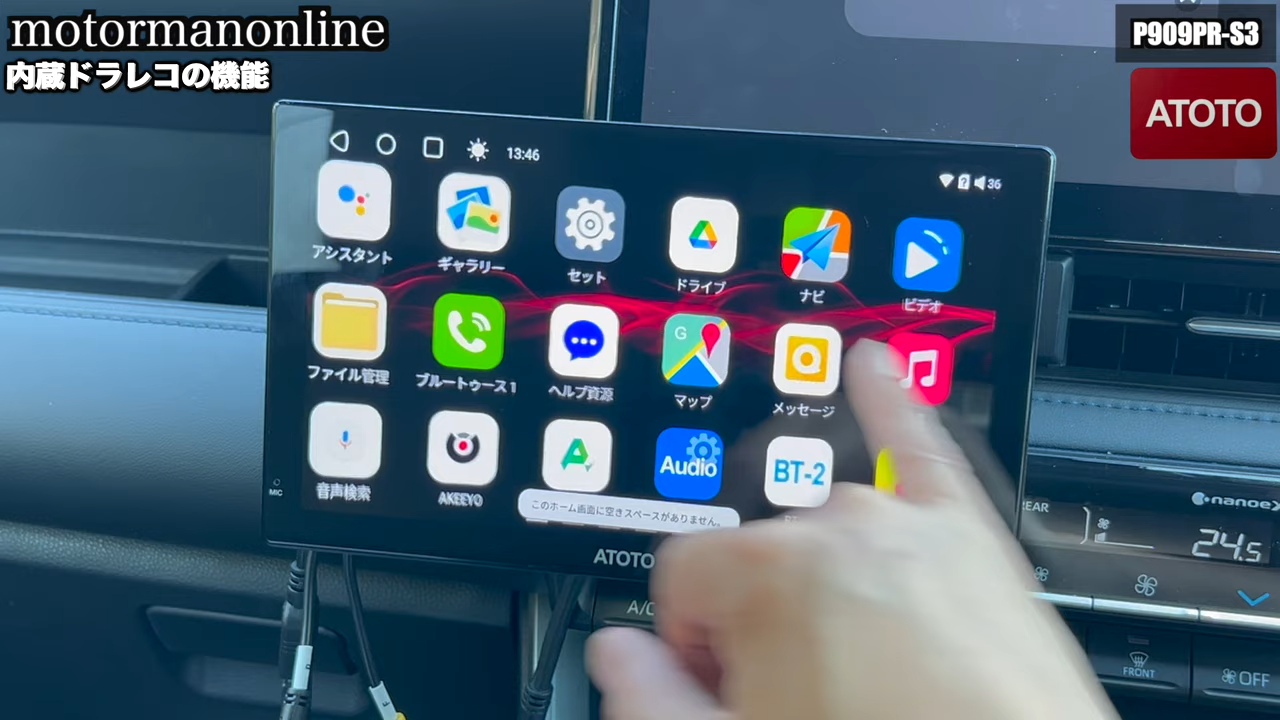 motormanonline
内蔵ドラレコの機能
P909PR-S3
ATOTO
13:46
36
アシスタント
ギャラリー
セット
ドライブ
ナビ
ビデオ
ファイル管理
ブルートゥース1
ヘルプ資源
G
マップ
メッセージ
音声検索
AKEEYO
Audio
BT-2
このホーム画面に空きスペースがありません。
MIC
ATOTO
REAR
nanoe
24.5
A/C
FRONT
OFF